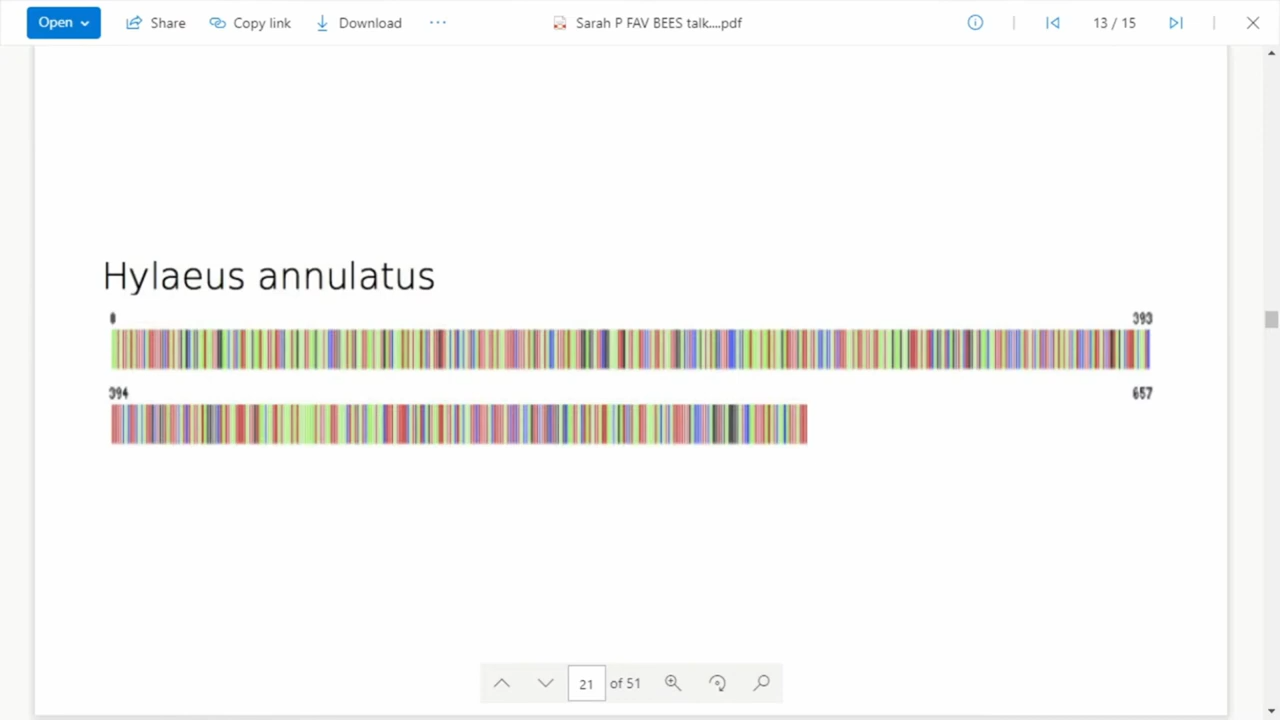 Open
Share
Copy link
Download
Sarah P FAV BEES talk....pdf
13 / 15
Hylaeus annulatus
0
393
394
657
21 of 51